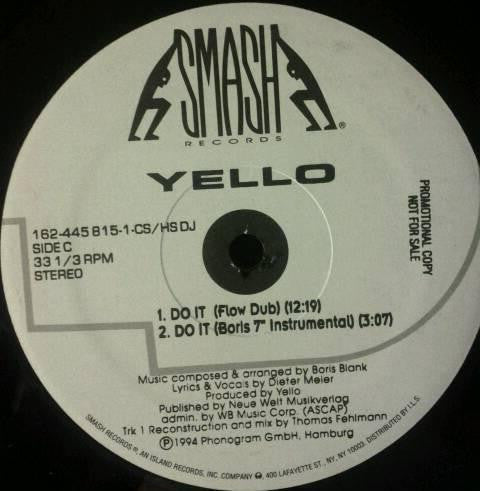 SMASH
RECORDS
®
YELLO
PROMOTIONAL COPY
NOT FOR SALE
162-445 815-1-CS/HS DJ
SIDE C
33 1/3 RPM
STEREO
1. DO IT (Flow Dub) (12:19)
2. DO IT (Boris 7" Instrumental) (3:07)
Music composed & arranged by Boris Blank
Lyrics & Vocals by Dieter Meier
Produced by Yello
Published by Neue Welt Musikverlag
admin. by WB Music Corp. (ASCAP)
Trk 1 Reconstruction and mix by Thomas Fehlmann
℗ 1994 Phonogram GmbH, Hamburg
SMASH RECORDS®, AN ISLAND RECORDS, INC. COMPANY, 400 LAFAYETTE ST., NY, NY 10003. DISTRIBUTED BY I.L.S.